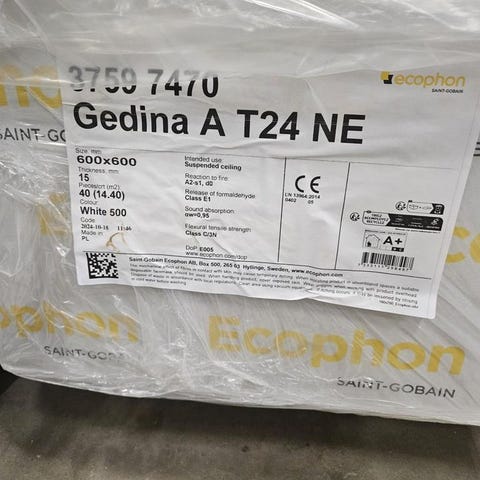 3759 7470
Gedina A T24 NE
ecophon
SAINT-GOBAIN
Size, mm
600x600
Thickness, mm
15
Pieces/crt (m2)
40 (14.40)
Colour
White 500
Code
2024-10-18 11:46
Made in
PL
Intended use:
Suspended ceiling
Reaction to fire:
A2-s1, d0
Release of formaldehyde
Class E1
Sound absorption
αw=0,95
Flexural tensile strength
Class C/3N
DoP: E005
www.ecophon.com/dop
CE
EN 13964:2014
0402 05
A+
Saint-Gobain Ecophon AB, Box 500, 265 03 Hyllinge, Sweden, www.ecophon.com
Ecophon
SAINT-GOBAIN
SAINT-GOBAIN